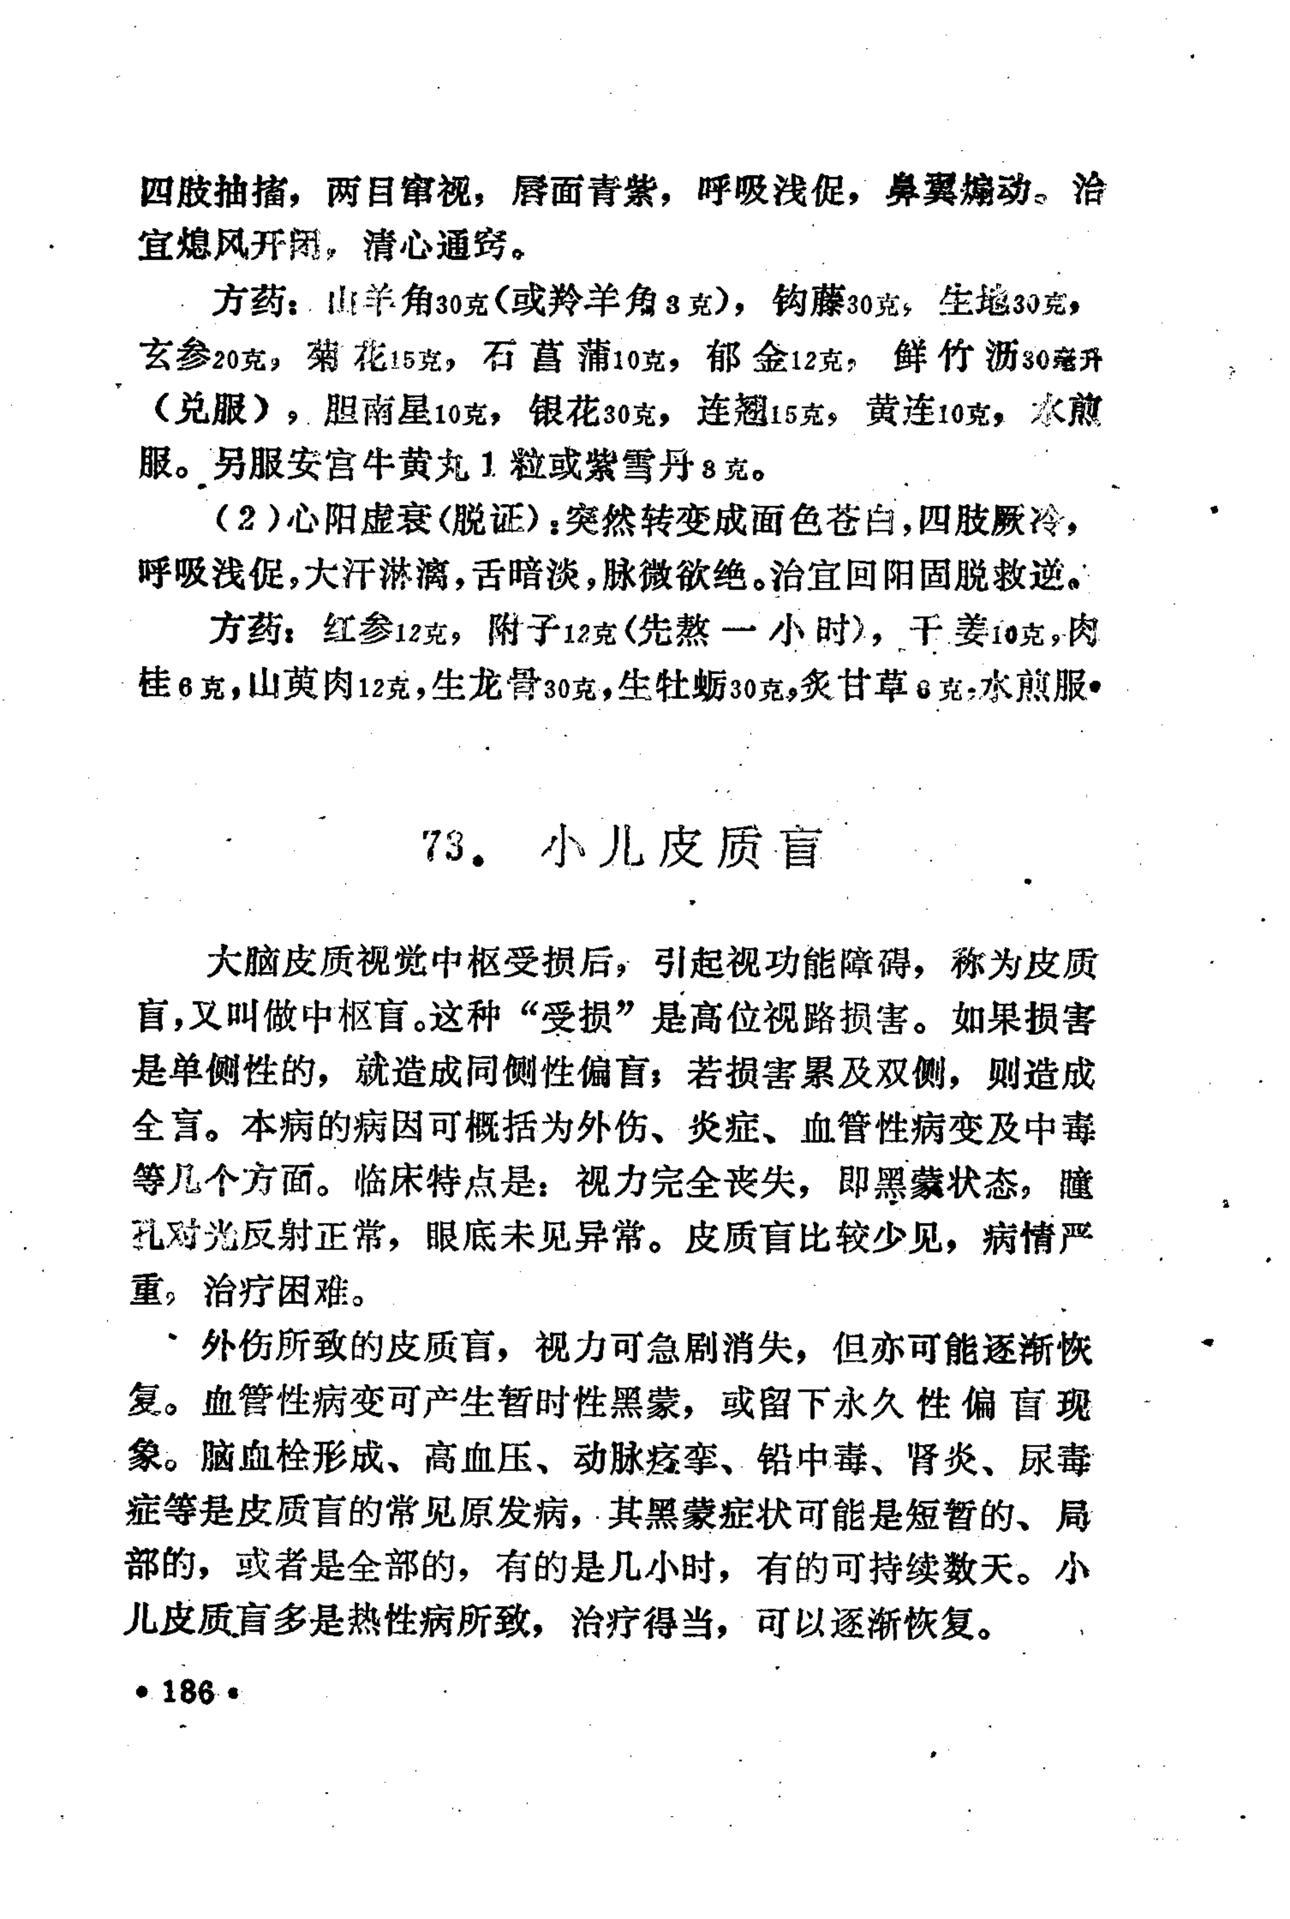 四肢抽搐，两目窜视，唇面青紫，呼吸浅促，鼻翼煽动。治
宜熄风开闭，清心通窍。
方药：山羊角30克（或羚羊角3克），钩藤30克，生地30克，
玄参20克，菊花15克，石菖蒲10克，郁金12克，鲜竹沥30毫升
（兑服），胆南星10克，银花30克，连翘15克，黄连10克，水煎
服。另服安宫牛黄丸1粒或紫雪丹3克。
（2）心阳虚衰（脱证）：突然转变成面色苍白，四肢厥冷，
呼吸浅促，大汗淋漓，舌暗淡，脉微欲绝。治宜回阳固脱救逆。
方药：红参12克，附子12克（先熬一小时），干姜10克，肉
桂6克，山萸肉12克，生龙骨30克，生牡蛎30克，炙甘草6克，水煎服。
73．小儿皮质盲
大脑皮质视觉中枢受损后，引起视功能障碍，称为皮质
盲，又叫做中枢盲。这种“受损”是高位视路损害。如果损害
是单侧性的，就造成同侧性偏盲；若损害累及双侧，则造成
全盲。本病的病因可概括为外伤、炎症、血管性病变及中毒
等几个方面。临床特点是：视力完全丧失，即黑蒙状态，瞳
孔对光反射正常，眼底未见异常。皮质盲比较少见，病情严
重，治疗困难。
外伤所致的皮质盲，视力可急剧消失，但亦可能逐渐恢
复。血管性病变可产生暂时性黑蒙，或留下永久性偏盲现
象。脑血栓形成、高血压、动脉痉挛、铅中毒、肾炎、尿毒
症等是皮质盲的常见原发病，其黑蒙症状可能是短暂的、局
部的，或者是全部的，有的是几小时，有的可持续数天。小
儿皮质盲多是热性病所致，治疗得当，可以逐渐恢复。
•186•